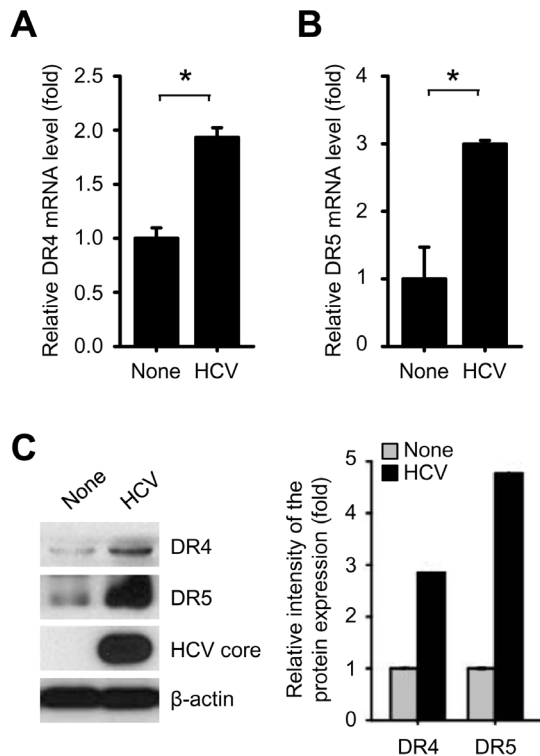 A
Relative DR4 mRNA level (fold)
2.5
2.0
1.5
1.0
0.5
0.0
*
None HCV
B
Relative DR5 mRNA level (fold)
4
3
2
1
0
*
None HCV
C
None HCV
DR4
DR5
HCV core
β-actin
None
HCV
Relative intensity of the
protein expression (fold)
5
4
3
2
1
0
DR4 DR5